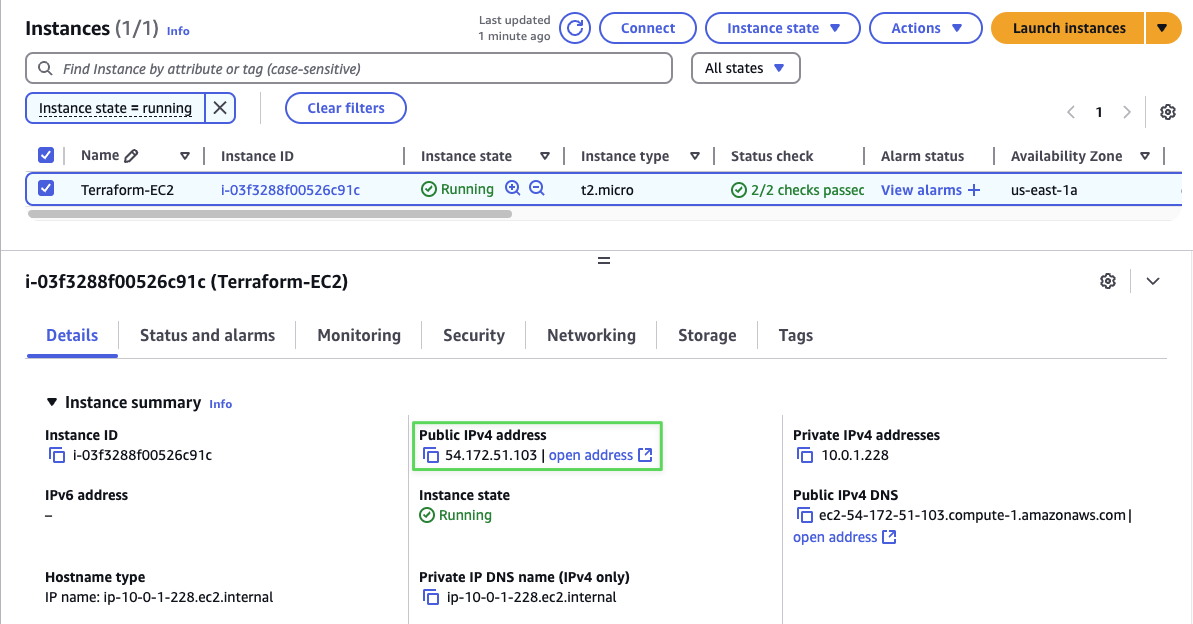 Instances (1/1) Info
Last updated
1 minute ago
Connect
Instance state
Actions
Launch instances
Find Instance by attribute or tag (case-sensitive)
All states
Instance state = running
Clear filters
1
Name
Instance ID
Instance state
Instance type
Status check
Alarm status
Availability Zone
Terraform-EC2
i-03f3288f00526c91c
Running
t2.micro
2/2 checks passec
View alarms
us-east-1a
i-03f3288f00526c91c (Terraform-EC2)
Details
Status and alarms
Monitoring
Security
Networking
Storage
Tags
Instance summary Info
Instance ID
i-03f3288f00526c91c
Public IPv4 address
54.172.51.103 | open address
Private IPv4 addresses
10.0.1.228
IPv6 address
–
Instance state
Running
Public IPv4 DNS
ec2-54-172-51-103.compute-1.amazonaws.com |
open address
Hostname type
IP name: ip-10-0-1-228.ec2.internal
Private IP DNS name (IPv4 only)
ip-10-0-1-228.ec2.internal